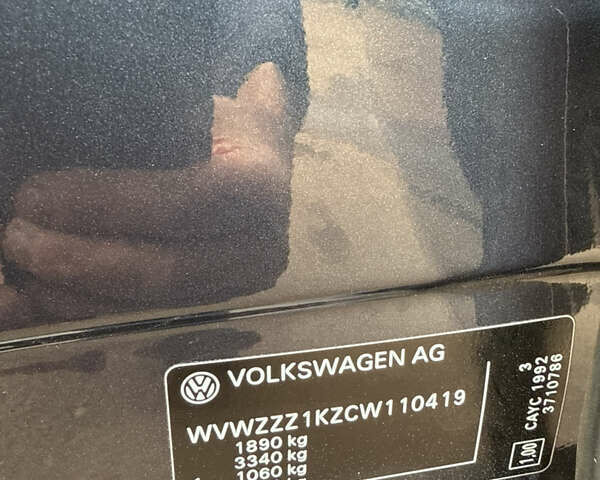 VOLKSWAGEN AG
WVWZZZ1KZCW110419
1890 kg
3340 kg
1060 kg
3
CAYC 1992
3710786
1.00